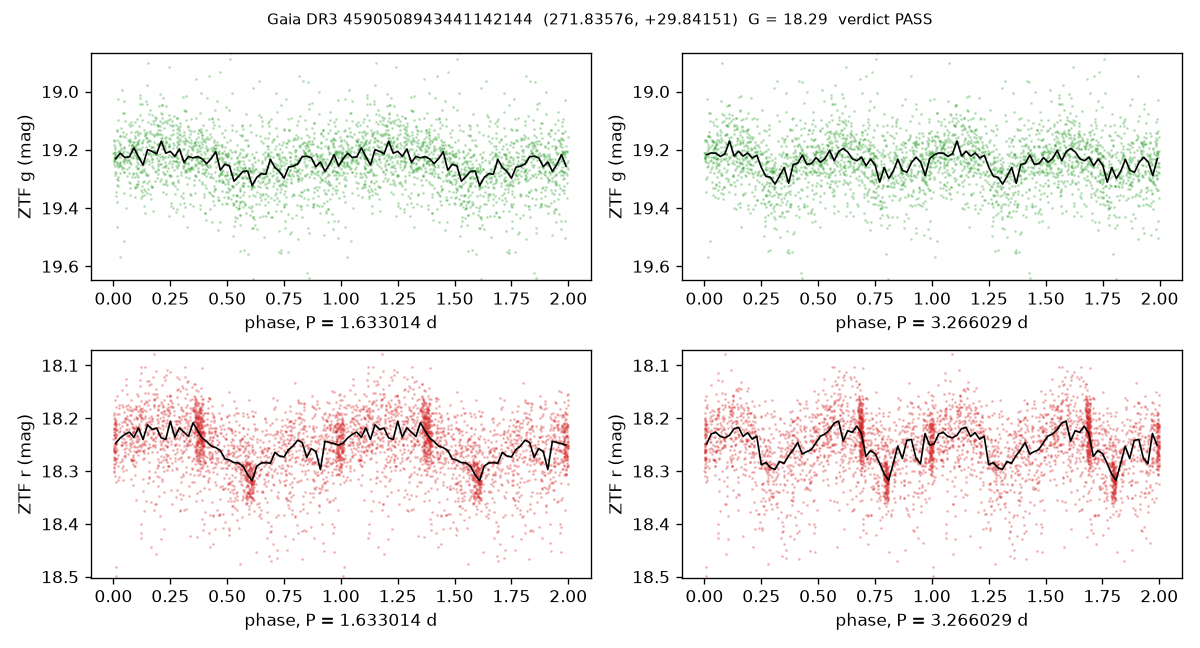 Gaia DR3 4590508943441142144 (271.83576, +29.84151) G = 18.29 verdict PASS
ZTF g (mag)
19.0
19.2
19.4
19.6
0.00 0.25 0.50 0.75 1.00 1.25 1.50 1.75 2.00
phase, P = 1.633014 d
ZTF g (mag)
19.0
19.2
19.4
19.6
0.00 0.25 0.50 0.75 1.00 1.25 1.50 1.75 2.00
phase, P = 3.266029 d
ZTF r (mag)
18.1
18.2
18.3
18.4
18.5
0.00 0.25 0.50 0.75 1.00 1.25 1.50 1.75 2.00
phase, P = 1.633014 d
ZTF r (mag)
18.1
18.2
18.3
18.4
18.5
0.00 0.25 0.50 0.75 1.00 1.25 1.50 1.75 2.00
phase, P = 3.266029 d